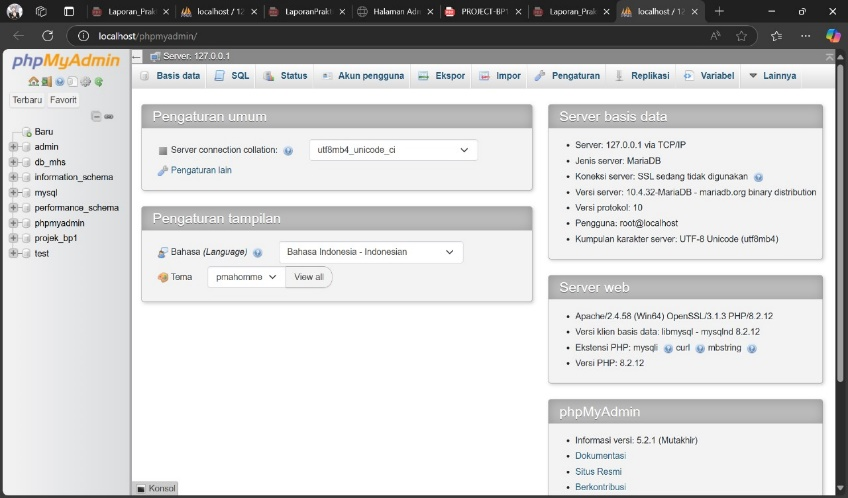 Laporan_Prak
localhost / 12
LaporanPrakt
Halaman Adm
PROJECT-BP1
Laporan_Prak
localhost / 12
localhost/phpmyadmin/
phpMyAdmin
Terbaru Favorit
Baru
admin
db_mhs
information_schema
mysql
performance_schema
phpmyadmin
projek_bp1
test
Server: 127.0.0.1
Basis data SQL Status Akun pengguna Ekspor Impor Pengaturan Replikasi Variabel Lainnya
Pengaturan umum
Server connection collation: utf8mb4_unicode_ci
Pengaturan lain
Pengaturan tampilan
Bahasa (Language) Bahasa Indonesia - Indonesian
Tema pmahomme View all
Server basis data
• Server: 127.0.0.1 via TCP/IP
• Jenis server: MariaDB
• Koneksi server: SSL sedang tidak digunakan
• Versi server: 10.4.32-MariaDB - mariadb.org binary distribution
• Versi protokol: 10
• Pengguna: root@localhost
• Kumpulan karakter server: UTF-8 Unicode (utf8mb4)
Server web
• Apache/2.4.58 (Win64) OpenSSL/3.1.3 PHP/8.2.12
• Versi klien basis data: libmysql - mysqlnd 8.2.12
• Ekstensi PHP: mysqli curl mbstring
• Versi PHP: 8.2.12
phpMyAdmin
• Informasi versi: 5.2.1 (Mutakhir)
• Dokumentasi
• Situs Resmi
• Berkontribusi
Konsol